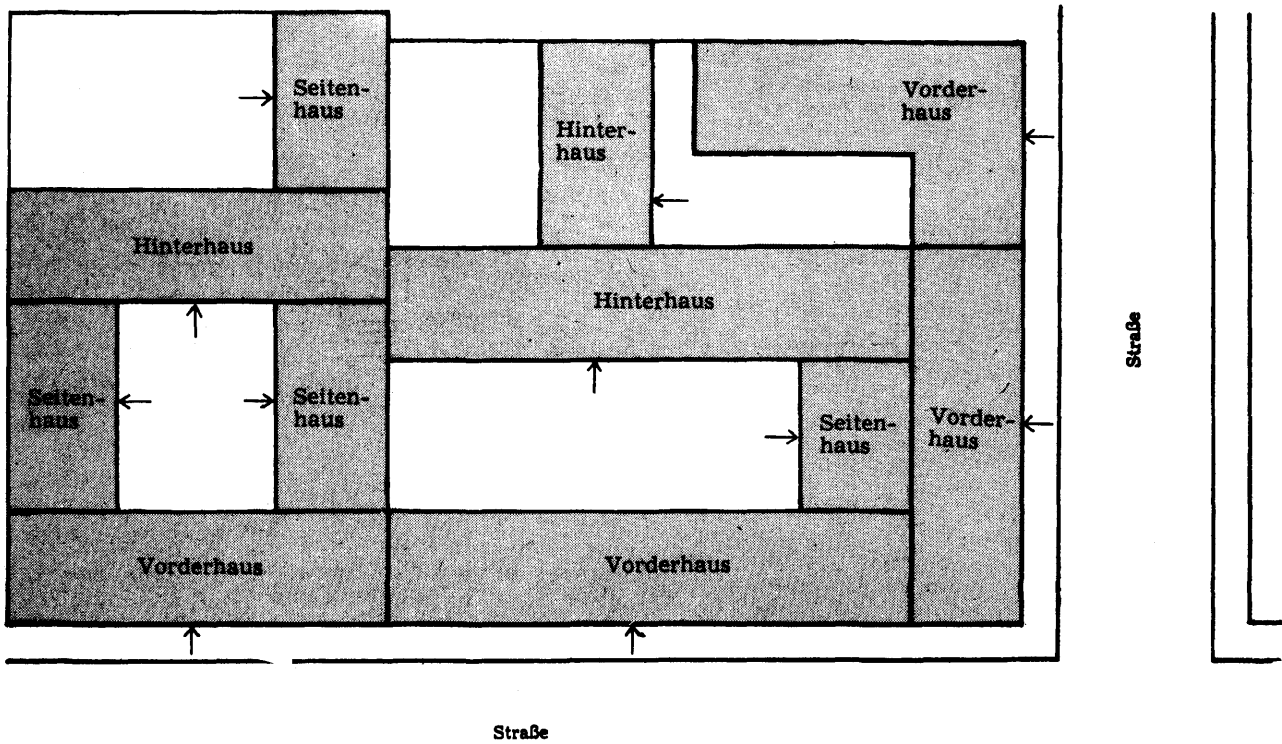 Seiten-
haus
Vorder-
haus
Hinter-
haus
Hinterhaus
Hinterhaus
Straße
Seiten-
haus
Seiten-
haus
Seiten-
haus
Vorder-
haus
Vorderhaus
Vorderhaus
Straße